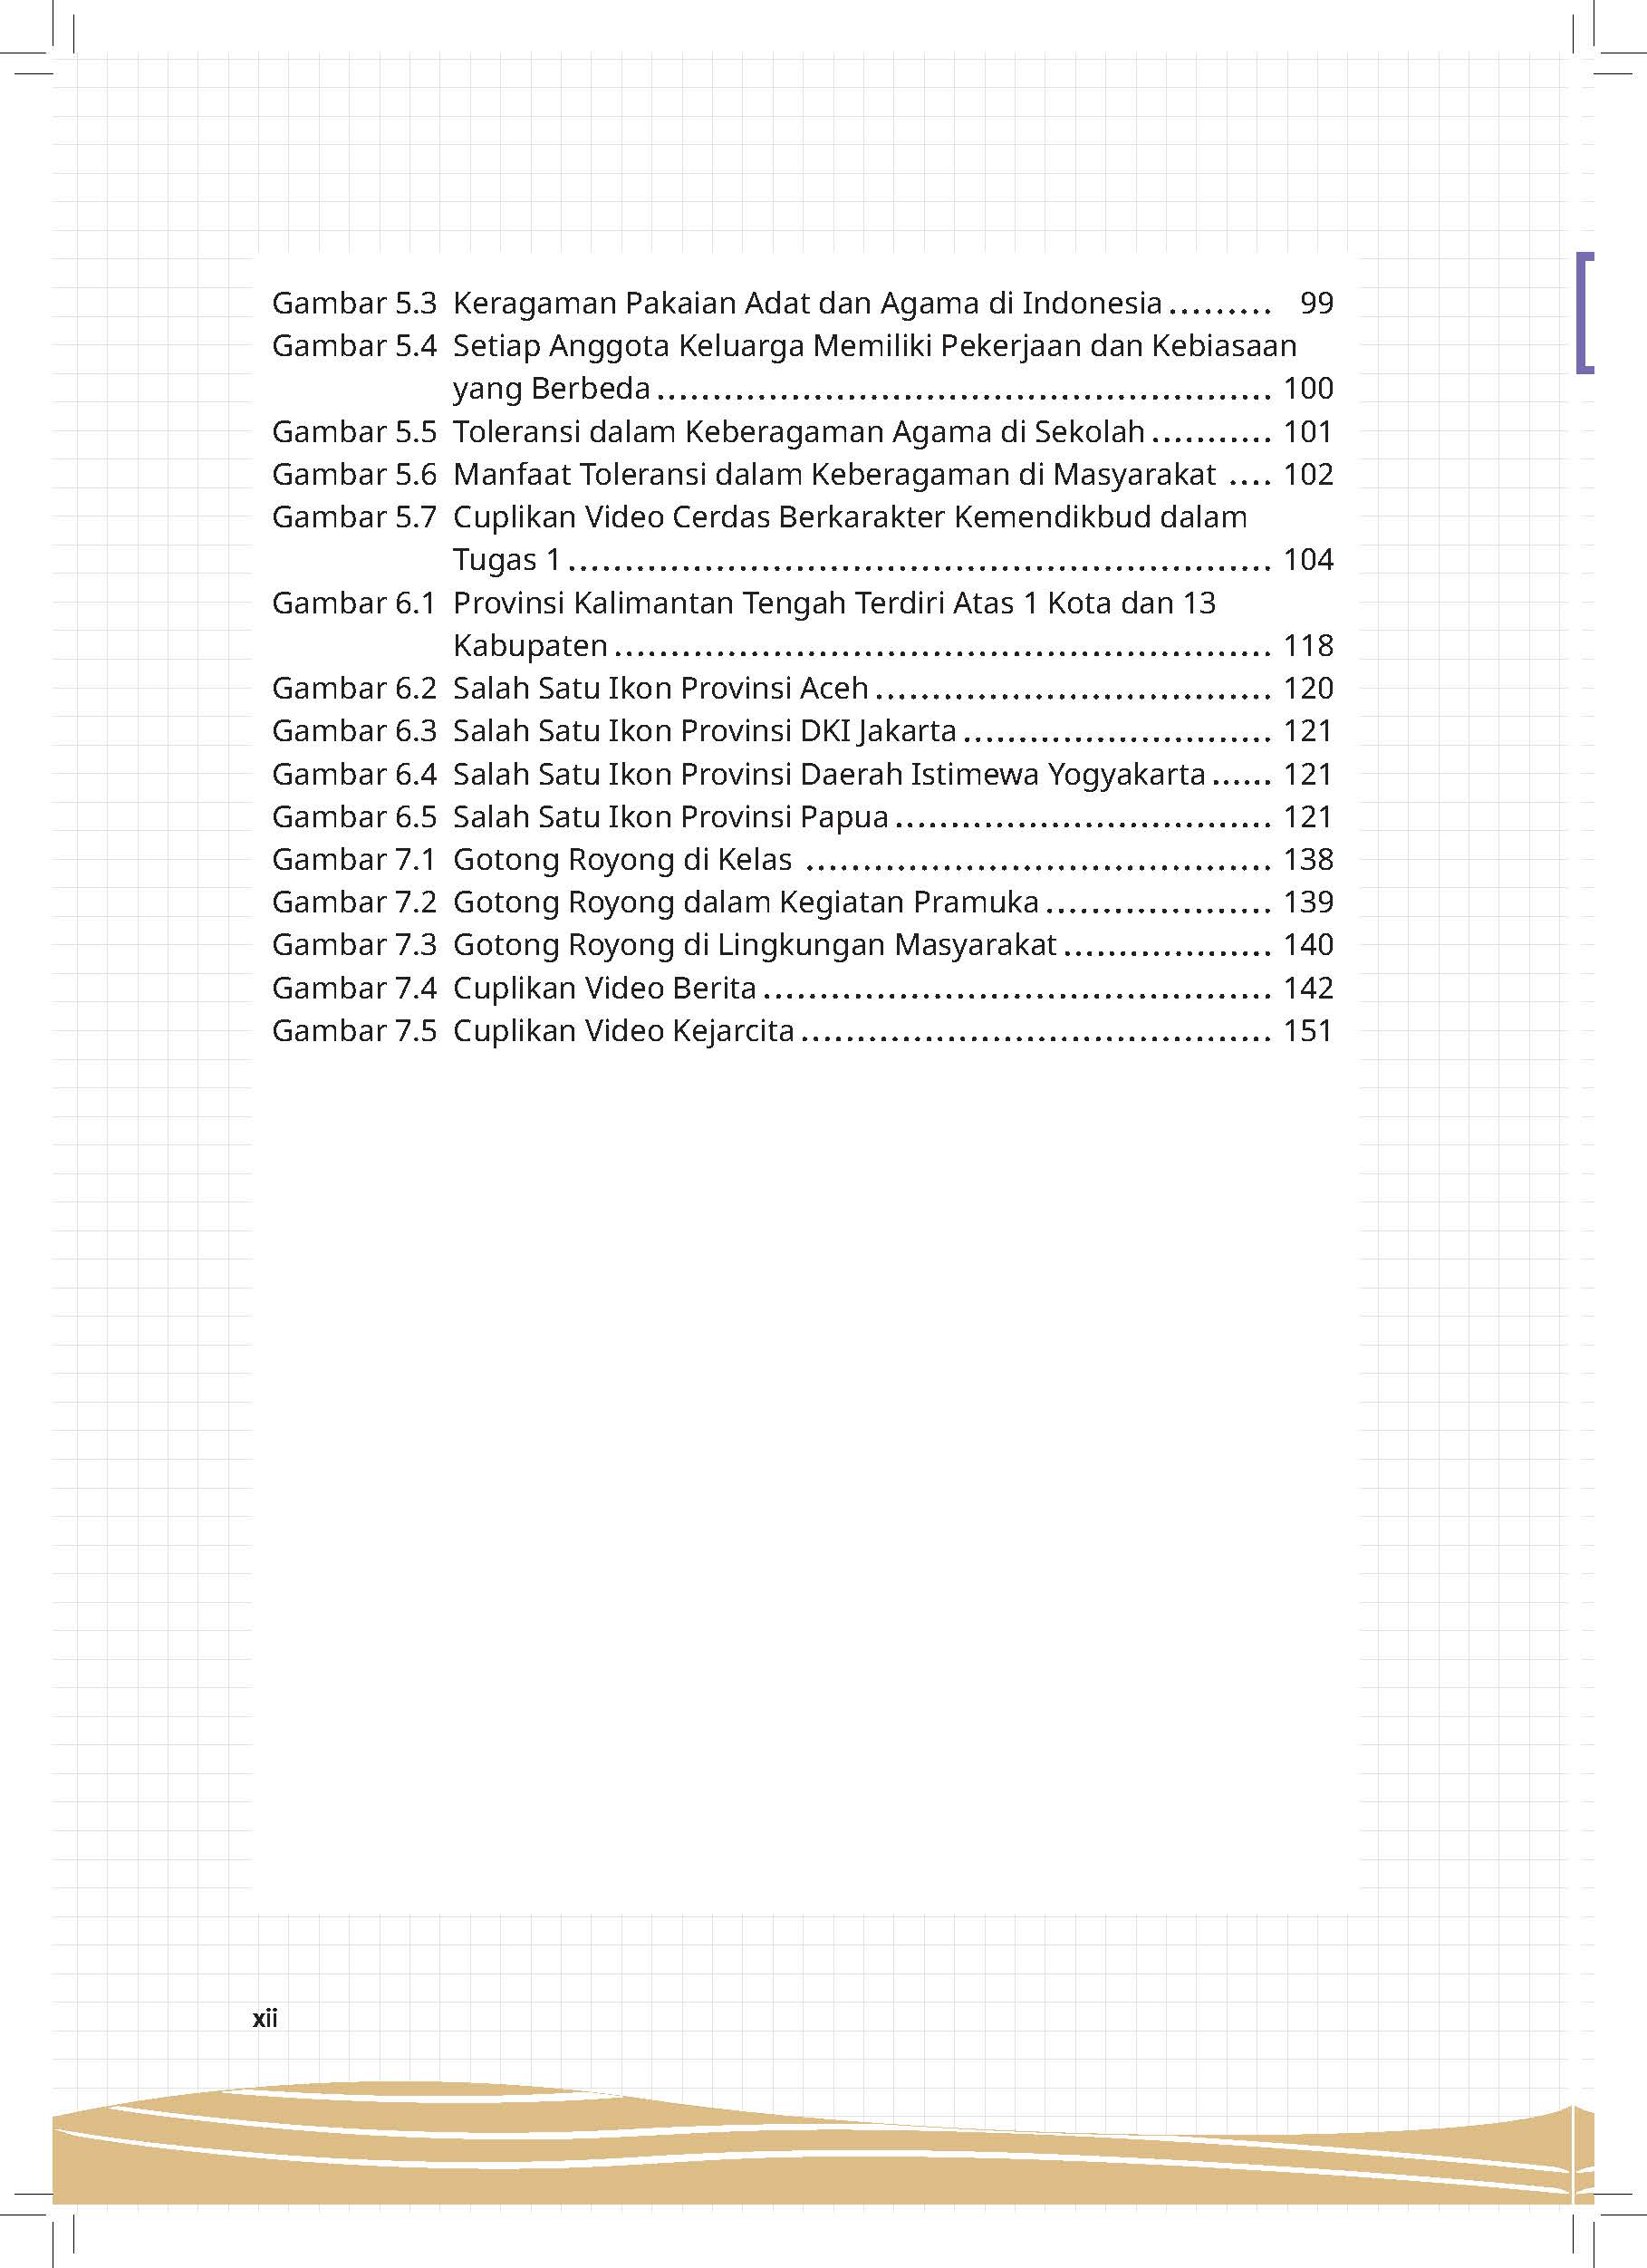 Gambar 5.3 Keragaman Pakaian Adat dan Agama di Indonesia ......... 99
Gambar 5.4 Setiap Anggota Keluarga Memiliki Pekerjaan dan Kebiasaan
yang Berbeda ...................................................... 100
Gambar 5.5 Toleransi dalam Keberagaman Agama di Sekolah ........... 101
Gambar 5.6 Manfaat Toleransi dalam Keberagaman di Masyarakat .... 102
Gambar 5.7 Cuplikan Video Cerdas Berkarakter Kemendikbud dalam
Tugas 1 .............................................................. 104
Gambar 6.1 Provinsi Kalimantan Tengah Terdiri Atas 1 Kota dan 13
Kabupaten .......................................................... 118
Gambar 6.2 Salah Satu Ikon Provinsi Aceh ................................... 120
Gambar 6.3 Salah Satu Ikon Provinsi DKI Jakarta ........................... 121
Gambar 6.4 Salah Satu Ikon Provinsi Daerah Istimewa Yogyakarta ...... 121
Gambar 6.5 Salah Satu Ikon Provinsi Papua ................................. 121
Gambar 7.1 Gotong Royong di Kelas ......................................... 138
Gambar 7.2 Gotong Royong dalam Kegiatan Pramuka .................... 139
Gambar 7.3 Gotong Royong di Lingkungan Masyarakat .................. 140
Gambar 7.4 Cuplikan Video Berita ............................................. 142
Gambar 7.5 Cuplikan Video Kejarcita ......................................... 151
xii